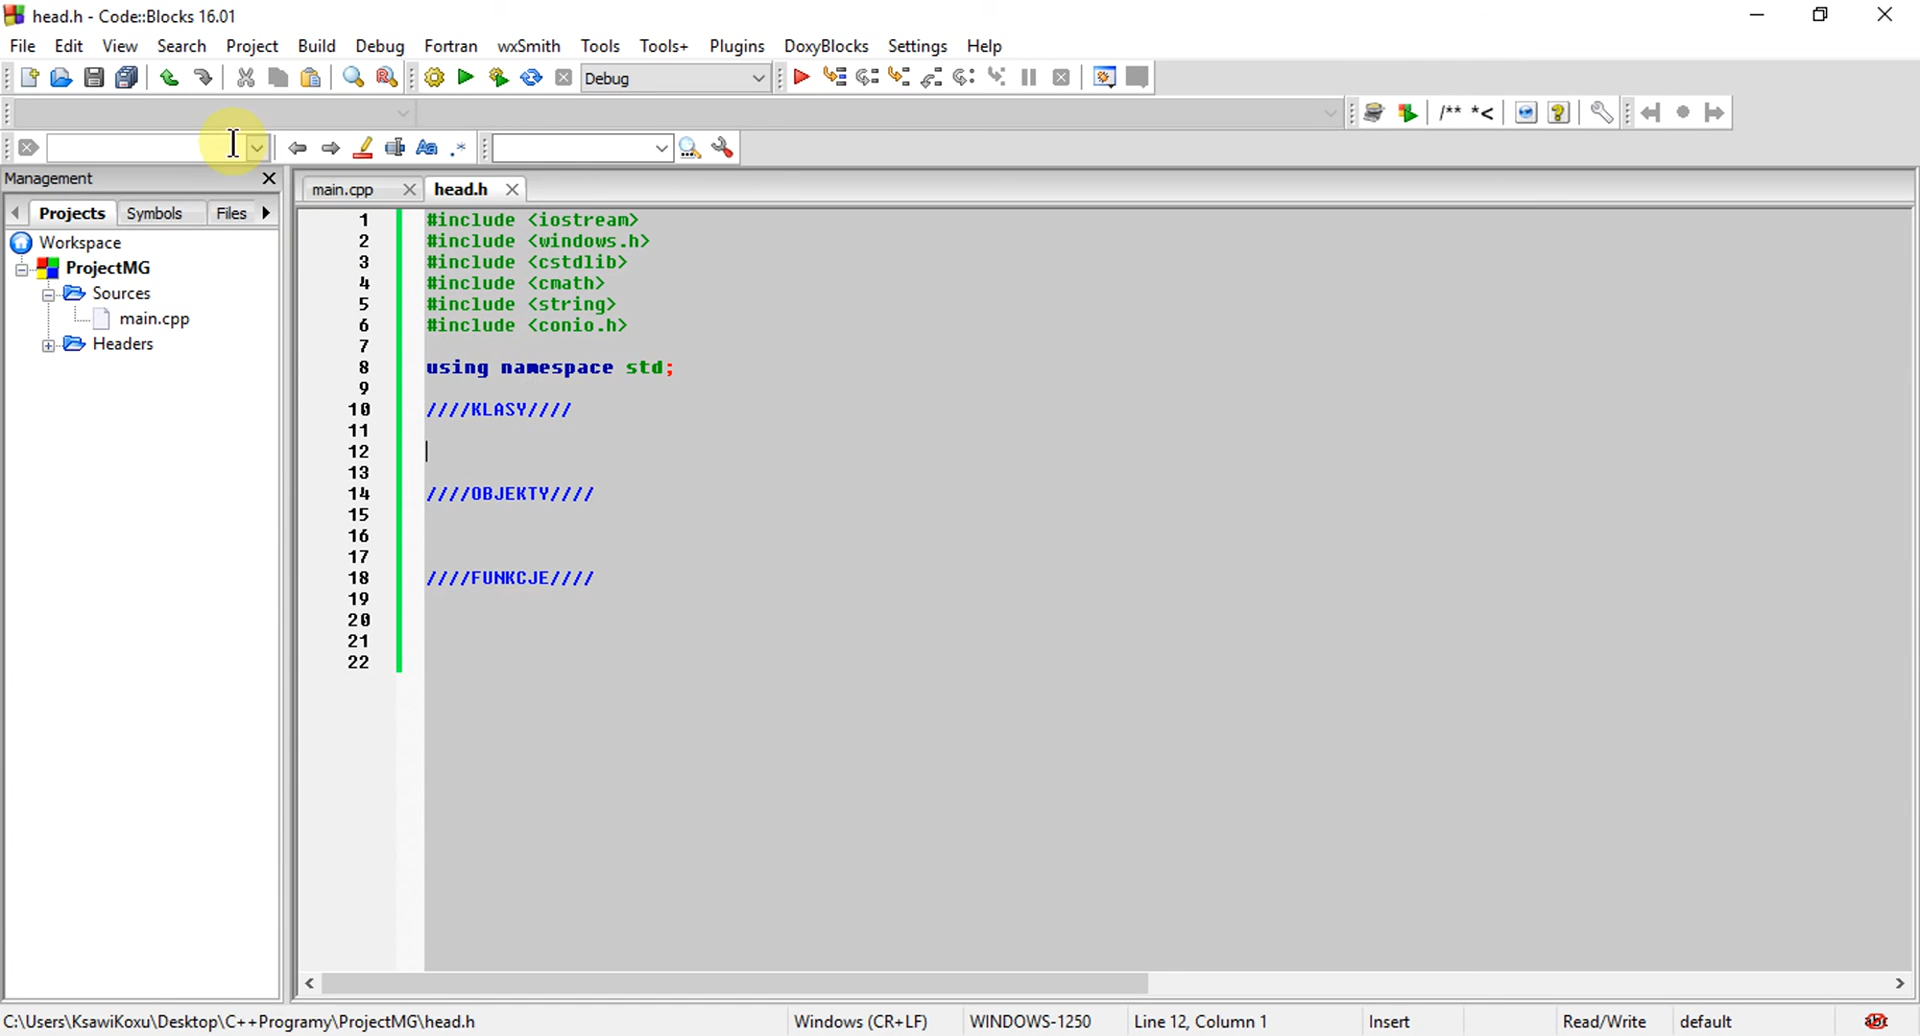 head.h - Code::Blocks 16.01
File Edit View Search Project Build Debug Fortran wxSmith Tools Tools+ Plugins DoxyBlocks Settings Help
Debug
/** *<
Aa .*
Management
Projects Symbols Files
main.cpp head.h
Workspace
ProjectMG
Sources
main.cpp
Headers
1 #include <iostream>
2 #include <windows.h>
3 #include <cstdlib>
4 #include <cmath>
5 #include <string>
6 #include <conio.h>
7
8 using namespace std;
9
10 ////KLASY////
11
12
13
14 ////OBJEKTY////
15
16
17
18 ////FUNKCJE////
19
20
21
22
C:\Users\KsawiKoxu\Desktop\C++Programy\ProjectMG\head.h Windows (CR+LF) WINDOWS-1250 Line 12, Column 1 Insert Read/Write default abc